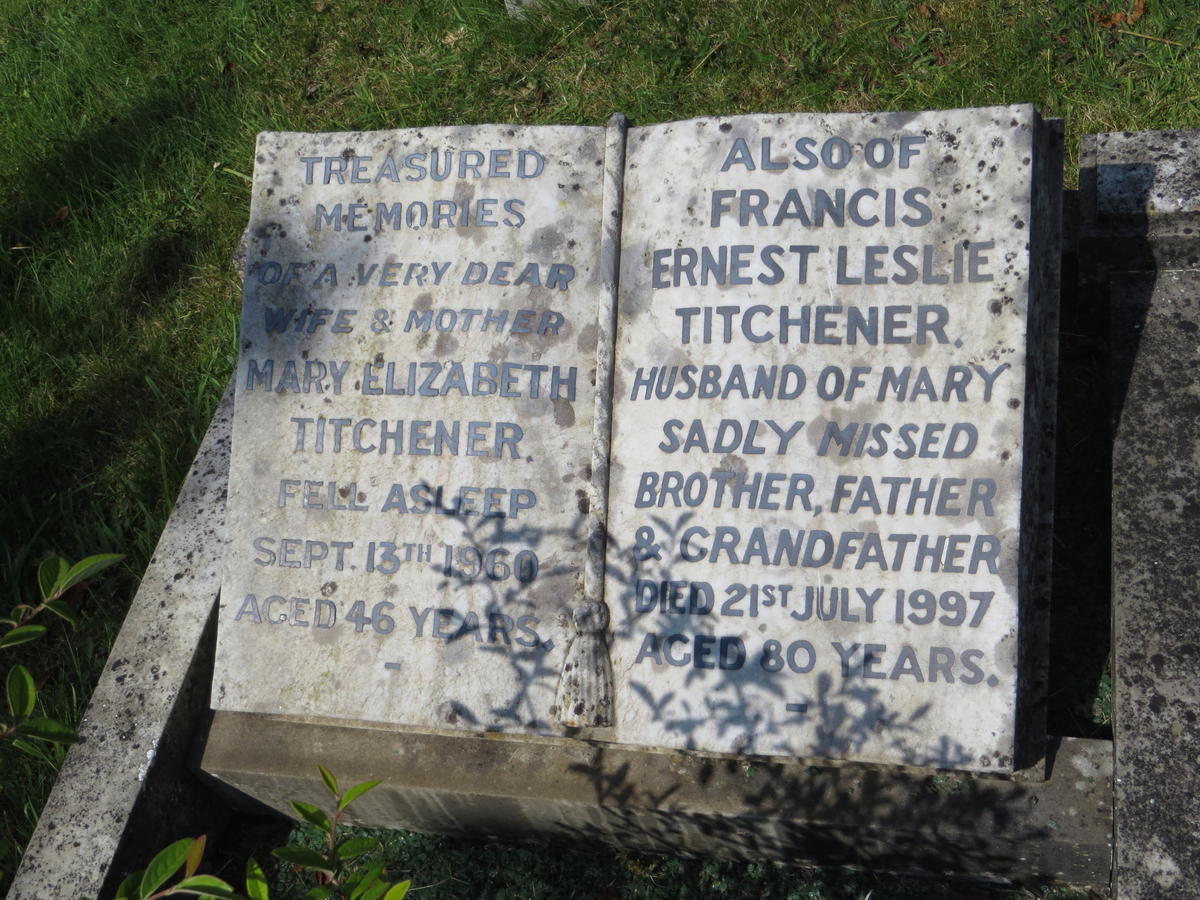 TREASURED
MEMORIES
OF A VERY DEAR
WIFE & MOTHER
MARY ELIZABETH
TITCHENER.
FELL ASLEEP
SEPT. 13TH 1960
AGED 46 YEARS.
ALSO OF
FRANCIS
ERNEST LESLIE
TITCHENER.
HUSBAND OF MARY
SADLY MISSED
BROTHER, FATHER
& GRANDFATHER
DIED 21ST JULY 1997
AGED 80 YEARS.